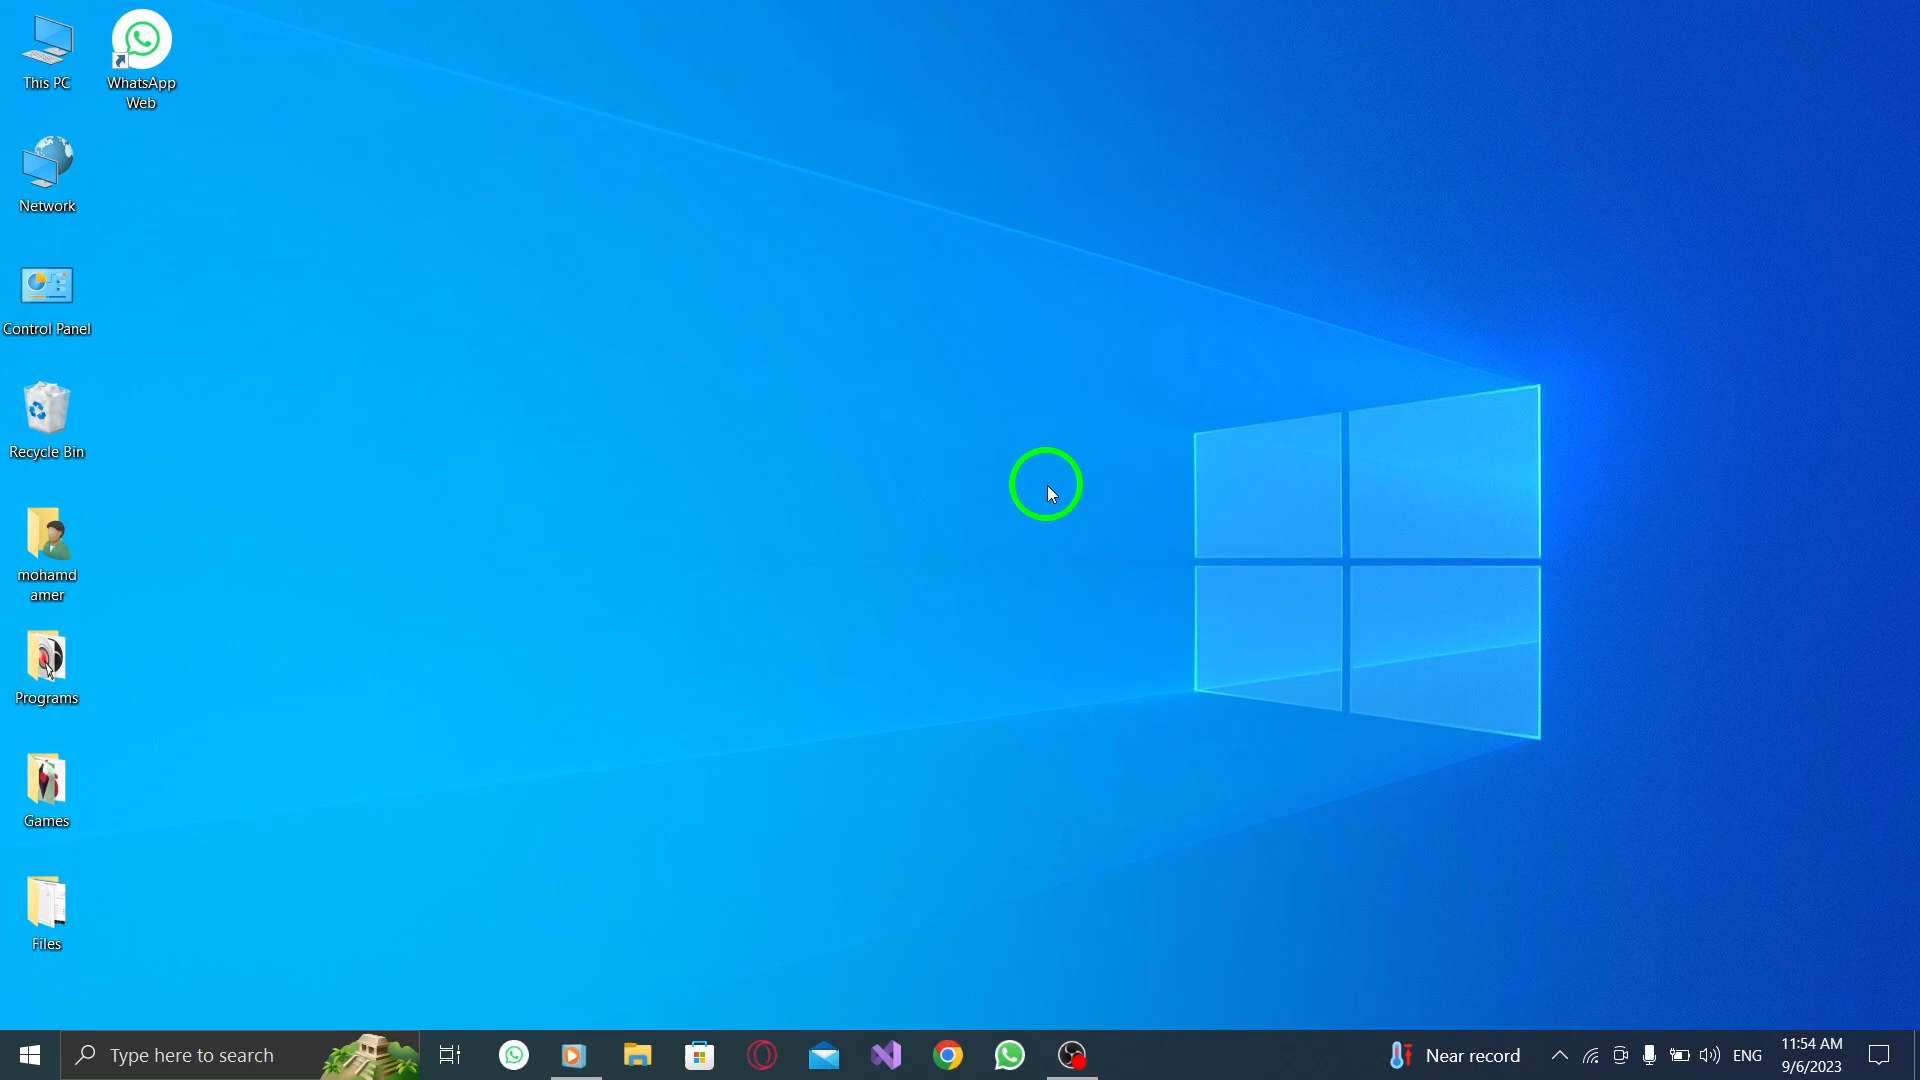 This PC
WhatsApp
Web
Network
Control Panel
Recycle Bin
mohamd
amer
Programs
Games
Files
Type here to search
Near record
ENG
11:54 AM
9/6/2023